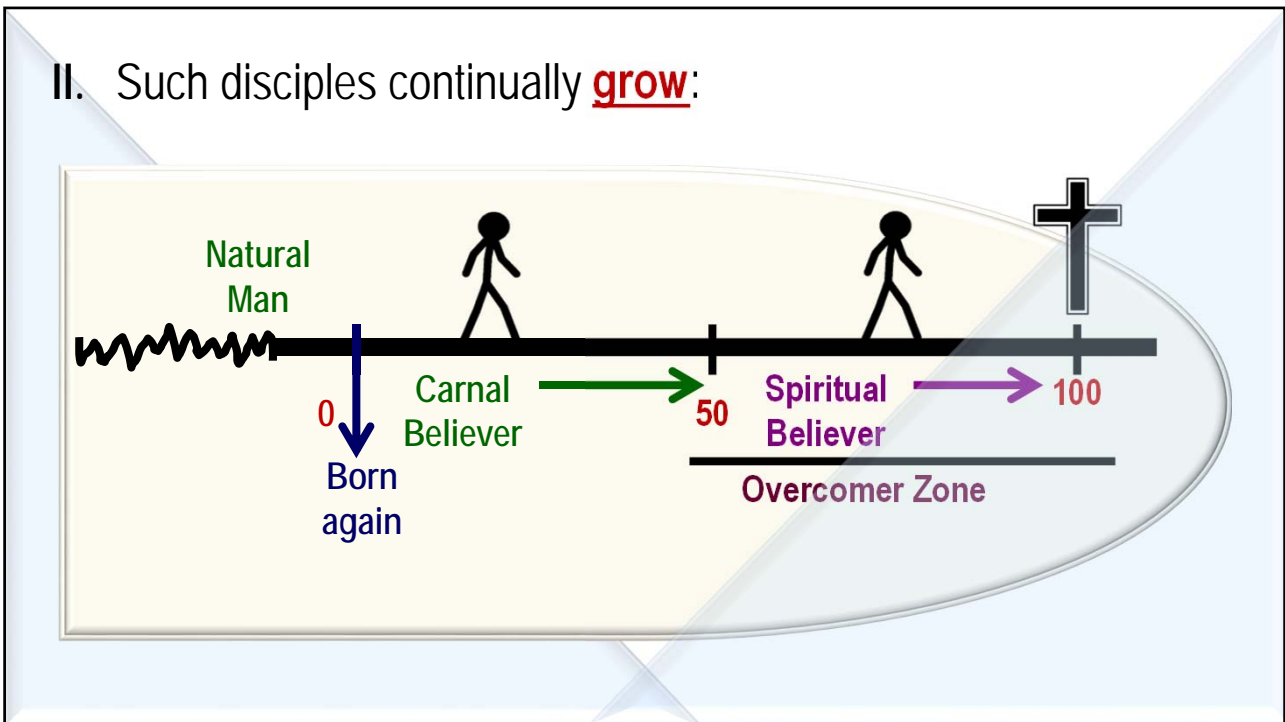 II. Such disciples continually grow:
Natural
Man
0
Born
again
Carnal
Believer
50
Spiritual
Believer
100
Overcomer Zone